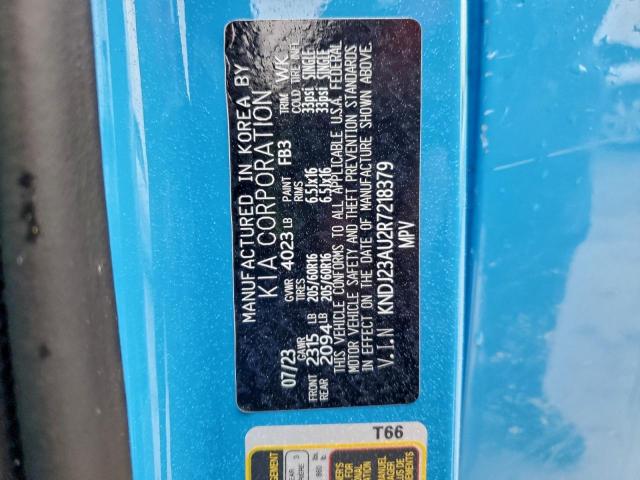 MANUFACTURED IN KOREA BY
KIA CORPORATION
07/23 GVWR 4023 LB PAINT FB3 TRIM WK
GAWR TIRES RIMS COLD TIRE INFL
FRONT 2315 LB 205/60R16 6.5Jx16 33psi SINGLE
REAR 2094 LB 205/60R16 6.5Jx16 33psi SINGLE
THIS VEHICLE CONFORMS TO ALL APPLICABLE U.S.A. FEDERAL
MOTOR VEHICLE SAFETY AND THEFT PREVENTION STANDARDS
IN EFFECT ON THE DATE OF MANUFACTURE SHOWN ABOVE.
V.I.N KNDJ23AU2R7218379
MPV
T66